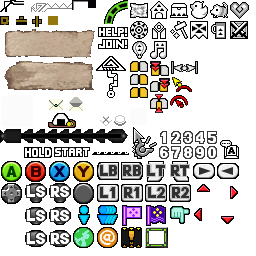 HELP!
JOIN!
12345
67890
A
HOLD START
A B X Y LB RB LT RT
LS RS L1 R1 L2 R2
LS RS
LS RS @